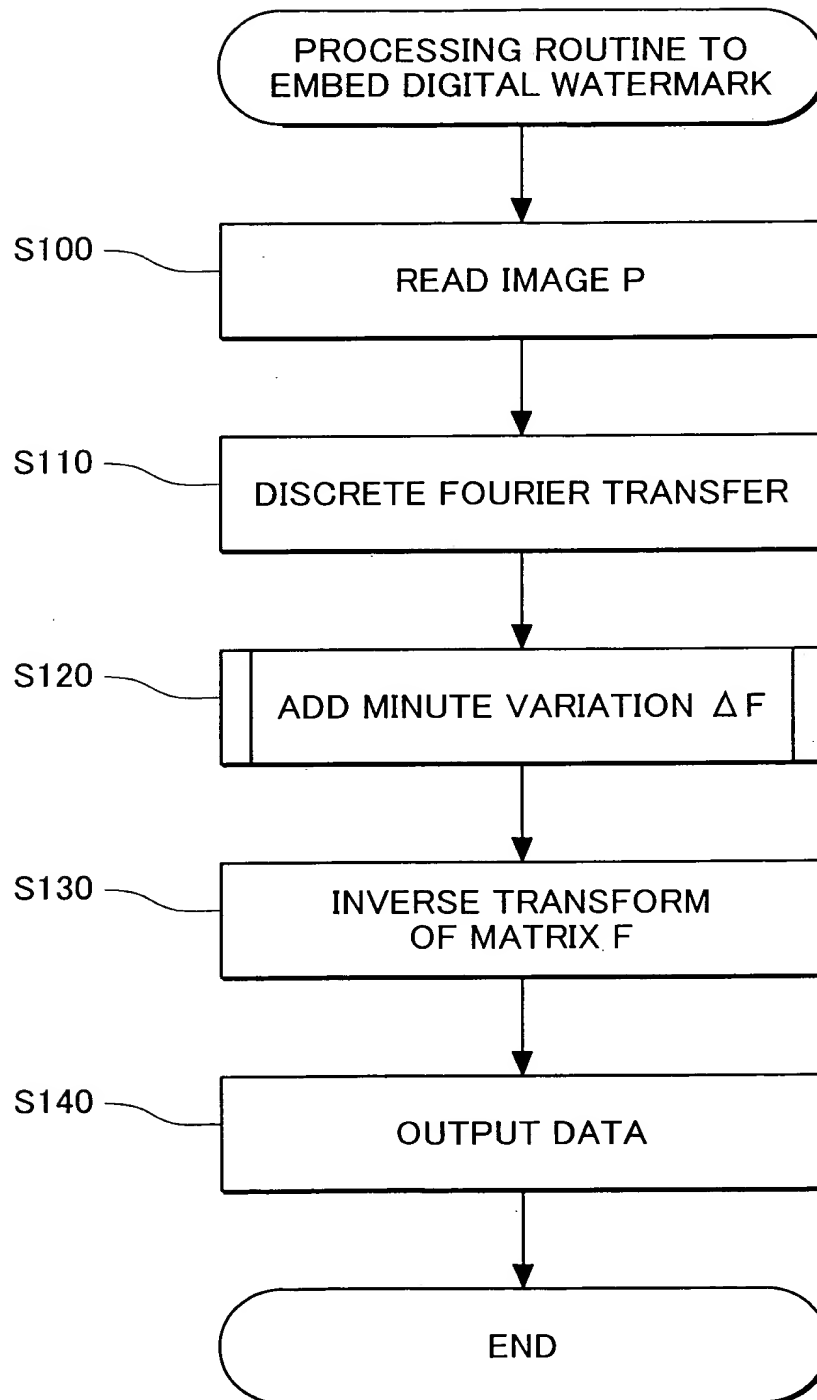 PROCESSING ROUTINE TO
EMBED DIGITAL WATERMARK
S100
READ IMAGE P
S110
DISCRETE FOURIER TRANSFER
S120
ADD MINUTE VARIATION ΔF
S130
INVERSE TRANSFORM
OF MATRIX F
S140
OUTPUT DATA
END